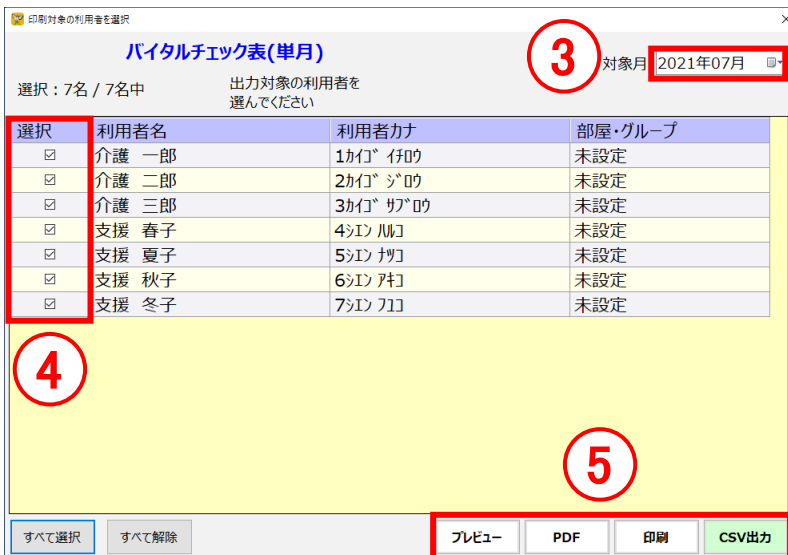 印刷対象の利用者を選択
バイタルチェック表(単月)
③
対象月 2021年07月
選択：7名 / 7名中
出力対象の利用者を
選んでください
選択 利用者名 利用者カナ 部屋・グループ
介護 一郎 1ｶｲｺﾞ ｲﾁﾛｳ 未設定
介護 二郎 2ｶｲｺﾞ ｼﾞﾛｳ 未設定
介護 三郎 3ｶｲｺﾞ ｻﾌﾞﾛｳ 未設定
支援 春子 4ｼｴﾝ ﾊﾙｺ 未設定
支援 夏子 5ｼｴﾝ ﾅﾂｺ 未設定
支援 秋子 6ｼｴﾝ ｱｷｺ 未設定
支援 冬子 7ｼｴﾝ ﾌﾕｺ 未設定
④
⑤
すべて選択 すべて解除 プレビュー PDF 印刷 CSV出力